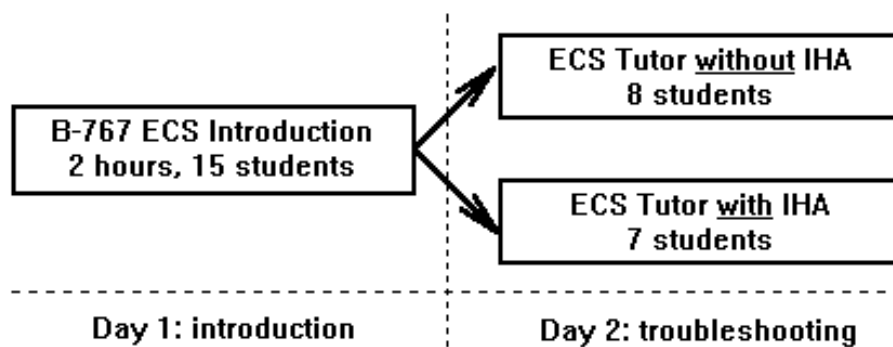 B-767 ECS Introduction
2 hours, 15 students
ECS Tutor without IHA
8 students
ECS Tutor with IHA
7 students
Day 1: introduction
Day 2: troubleshooting